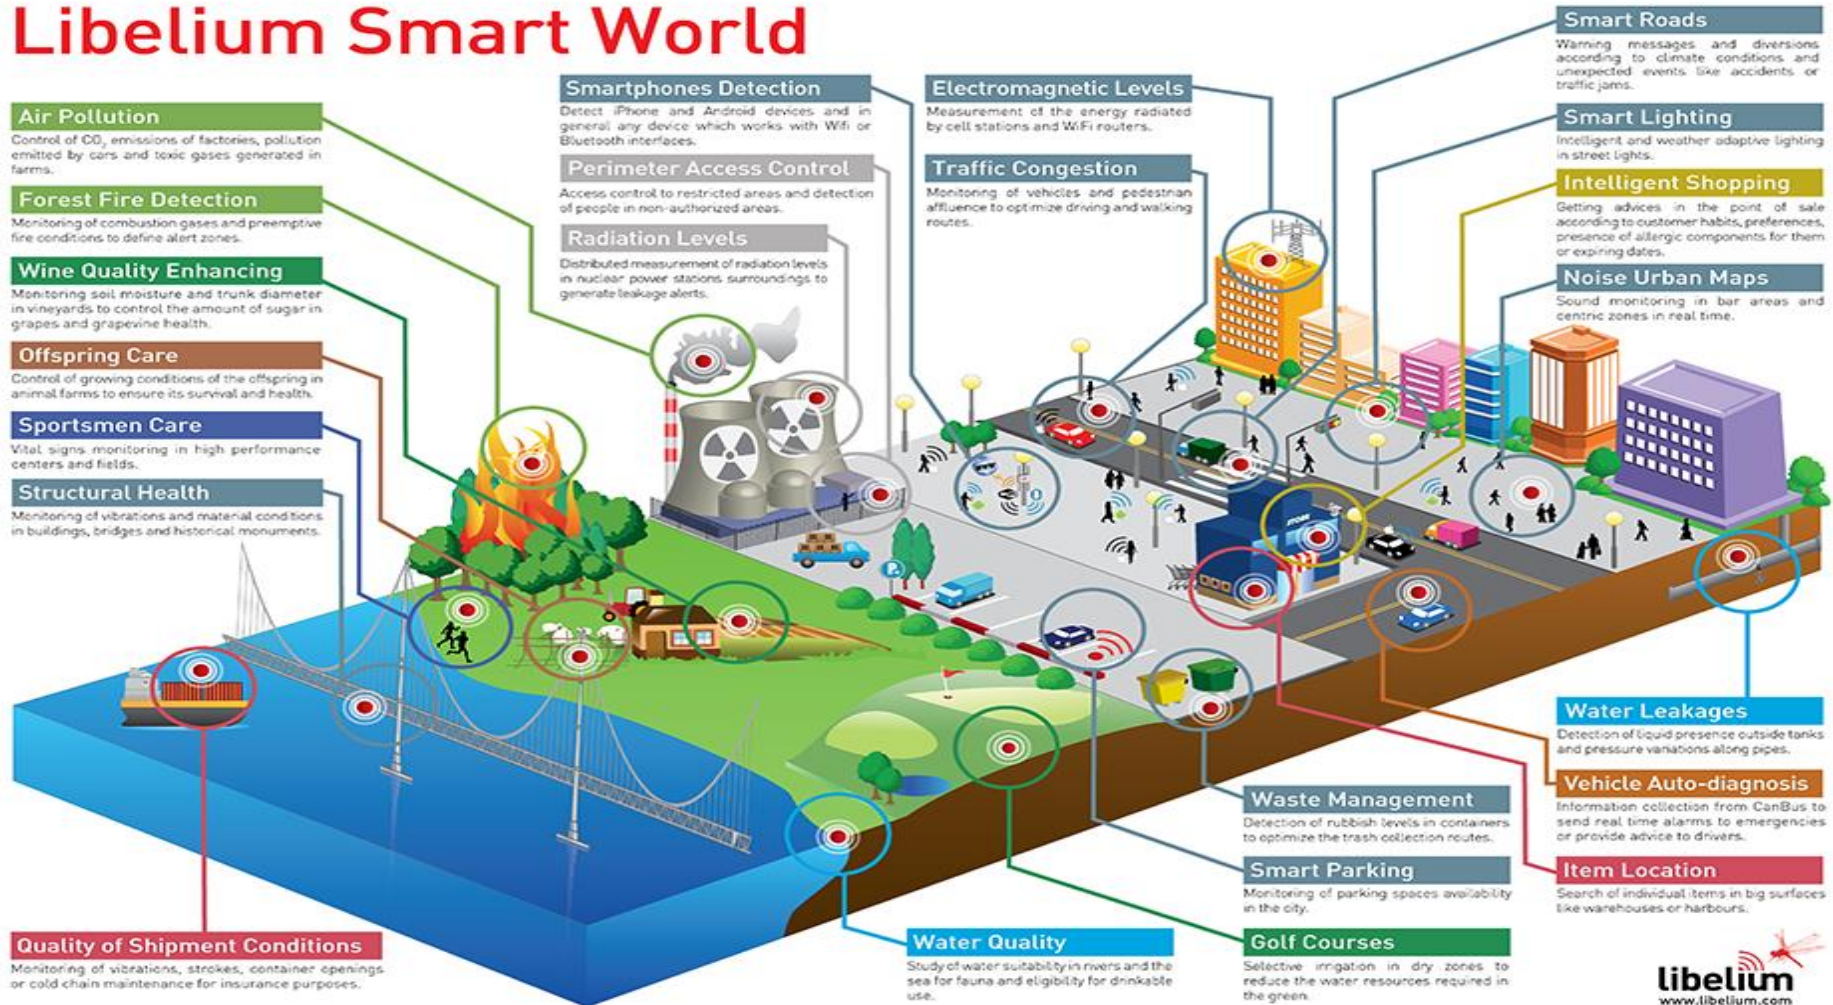 Libelium Smart World
Air Pollution
Control of CO₂ emissions of factories, pollution
emitted by cars and toxic gases generated in
farms.
Forest Fire Detection
Monitoring of combustion gases and preemptive
fire conditions to define alert zones.
Wine Quality Enhancing
Monitoring soil moisture and trunk diameter
in vineyards to control the amount of sugar in
grapes and grapevine health.
Offspring Care
Control of growing conditions of the offspring in
animal farms to ensure its survival and health.
Sportsmen Care
Vital signs monitoring in high performance
centers and fields.
Structural Health
Monitoring of vibrations and material conditions
in buildings, bridges and historical monuments.
Quality of Shipment Conditions
Monitoring of vibrations, strokes, container openings
or cold chain maintenance for insurance purposes.
Smartphones Detection
Detect iPhone and Android devices and in
general any device which works with Wifi or
Bluetooth interfaces.
Perimeter Access Control
Access control to restricted areas and detection
of people in non-authorized areas.
Radiation Levels
Distributed measurement of radiation levels
in nuclear power stations surroundings to
generate leakage alerts.
Electromagnetic Levels
Measurement of the energy radiated
by cell stations and WiFi routers.
Traffic Congestion
Monitoring of vehicles and pedestrian
affluence to optimize driving and walking
routes.
Smart Roads
Warning messages and diversions
according to climate conditions and
unexpected events like accidents or
traffic jams.
Smart Lighting
Intelligent and weather adaptive lighting
in street lights.
Intelligent Shopping
Getting advices in the point of sale
according to customer habits, preferences,
presence of allergic components for them
or expiring dates.
Noise Urban Maps
Sound monitoring in bar areas and
centric zones in real time.
STORE
P
Water Leakages
Detection of liquid presence outside tanks
and pressure variations along pipes.
Vehicle Auto-diagnosis
Information collection from CanBus to
send real time alarms to emergencies
or provide advice to drivers.
Item Location
Search of individual items in big surfaces
like warehouses or harbours.
Waste Management
Detection of rubbish levels in containers
to optimize the trash collection routes.
Smart Parking
Monitoring of parking spaces availability
in the city.
Golf Courses
Selective irrigation in dry zones to
reduce the water resources required in
the green.
Water Quality
Study of water suitability in rivers and the
sea for fauna and eligibility for drinkable
use.
libelium
www.libelium.com